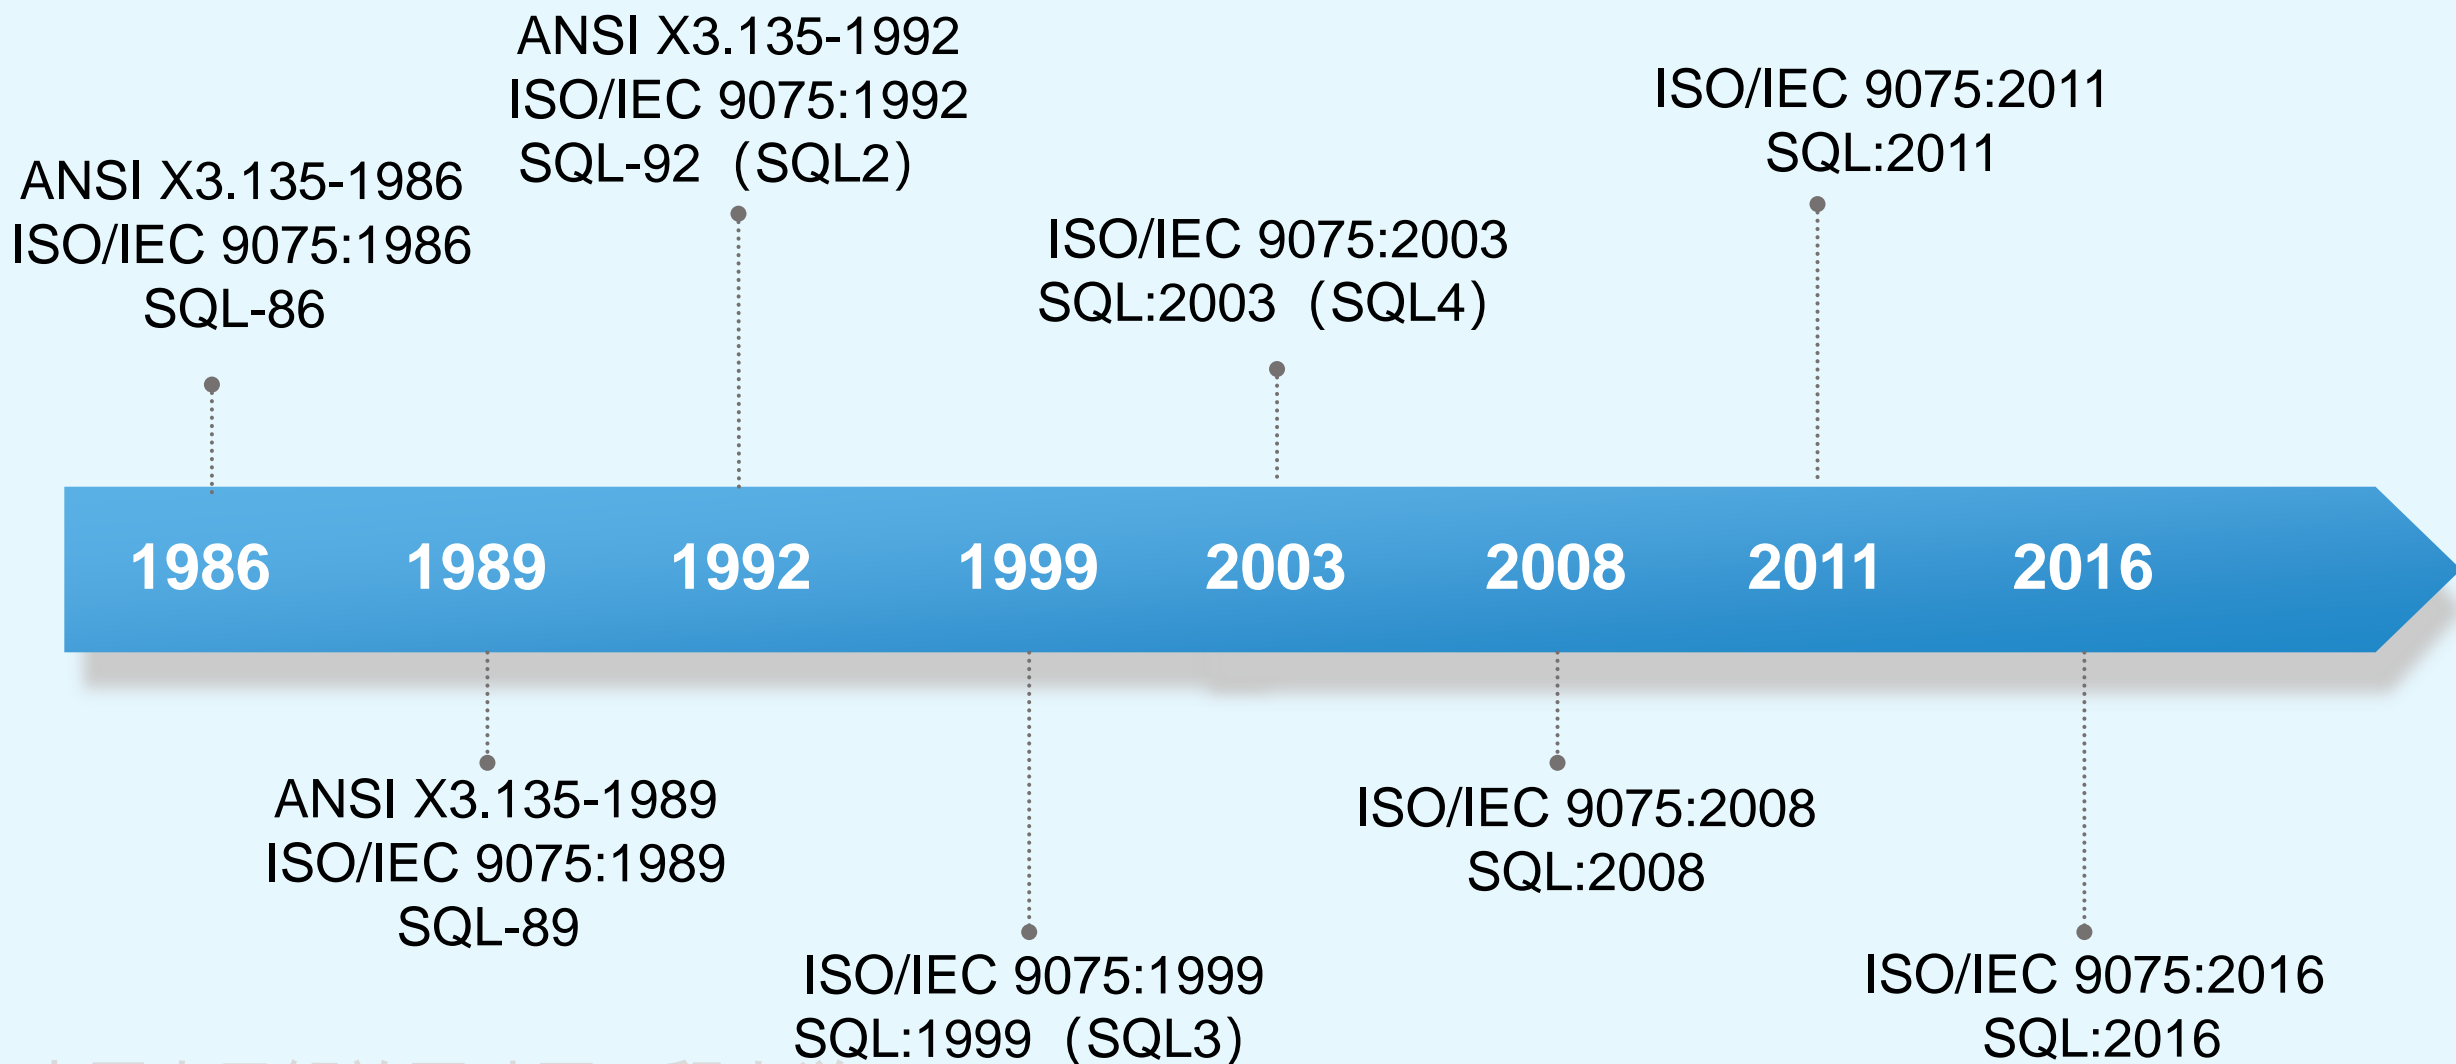 ANSI X3.135-1986
ISO/IEC 9075:1986
SQL-86
ANSI X3.135-1992
ISO/IEC 9075:1992
SQL-92（SQL2）
ISO/IEC 9075:2003
SQL:2003（SQL4）
ISO/IEC 9075:2011
SQL:2011
1986 1989 1992 1999 2003 2008 2011 2016
ANSI X3.135-1989
ISO/IEC 9075:1989
SQL-89
ISO/IEC 9075:1999
SQL:1999（SQL3）
ISO/IEC 9075:2008
SQL:2008
ISO/IEC 9075:2016
SQL:2016